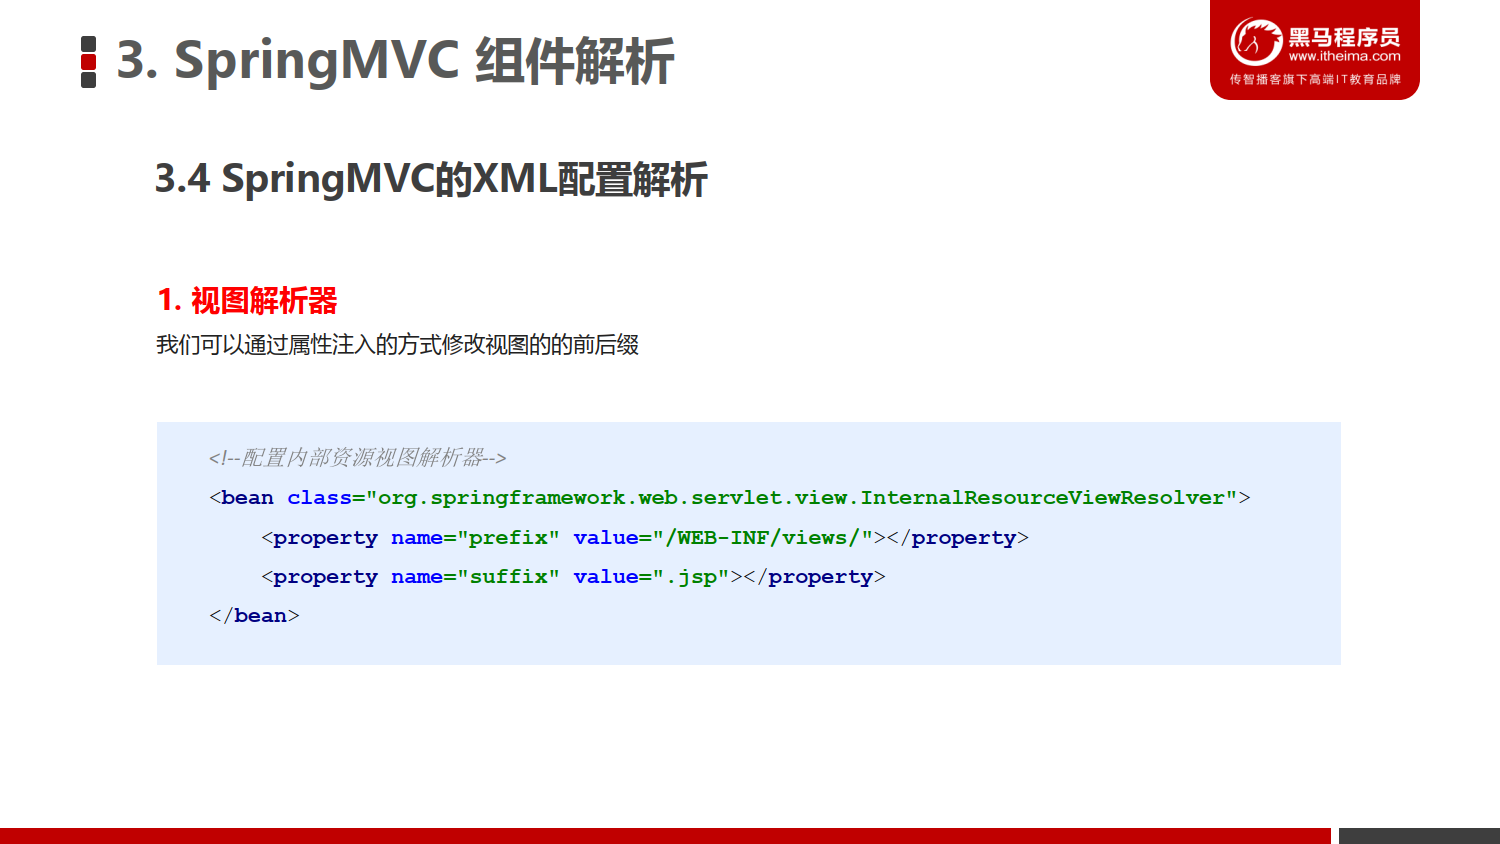 3. SpringMVC 组件解析
黑马程序员
www.itheima.com
传智播客旗下高端IT教育品牌
3.4 SpringMVC的XML配置解析
1. 视图解析器
我们可以通过属性注入的方式修改视图的的前后缀
<!--配置内部资源视图解析器-->
<bean class="org.springframework.web.servlet.view.InternalResourceViewResolver">
    <property name="prefix" value="/WEB-INF/views/"></property>
    <property name="suffix" value=".jsp"></property>
</bean>